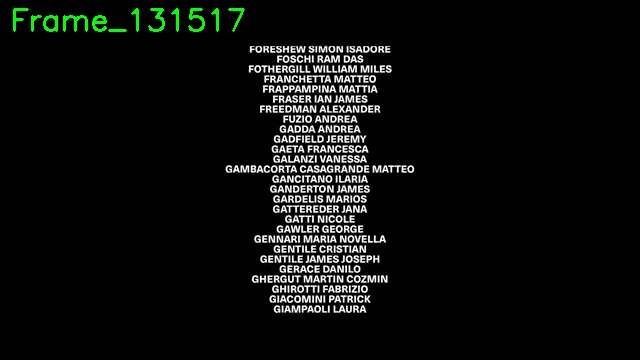 Frame_131517
FORESHEW SIMON ISADORE
FOSCHI RAM DAS
FOTHERGILL WILLIAM MILES
FRANCHETTA MATTEO
FRAPPAMPINA MATTIA
FRASER IAN JAMES
FREEDMAN ALEXANDER
FUZIO ANDREA
GADDA ANDREA
GADFIELD JEREMY
GAETA FRANCESCA
GALANZI VANESSA
GAMBACORTA CASAGRANDE MATTEO
GANCITANO ILARIA
GANDERTON JAMES
GARDELIS MARIOS
GATTEREDER JANA
GATTI NICOLE
GAWLER GEORGE
GENNARI MARIA NOVELLA
GENTILE CRISTIAN
GENTILE JAMES JOSEPH
GERACE DANILO
GHERGUT MARTIN COZMIN
GHIROTTI FABRIZIO
GIACOMINI PATRICK
GIAMPAOLI LAURA